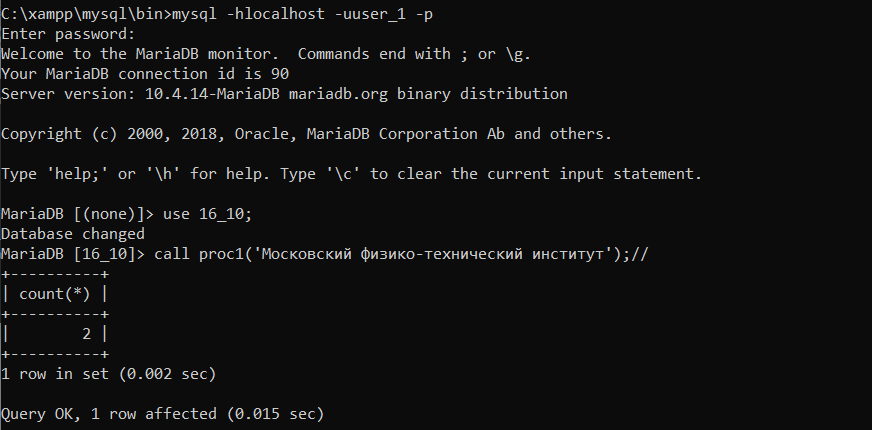 C:\xampp\mysql\bin>mysql -hlocalhost -uuser_1 -p
Enter password:
Welcome to the MariaDB monitor.  Commands end with ; or \g.
Your MariaDB connection id is 90
Server version: 10.4.14-MariaDB mariadb.org binary distribution
Copyright (c) 2000, 2018, Oracle, MariaDB Corporation Ab and others.
Type 'help;' or '\h' for help. Type '\c' to clear the current input statement.
MariaDB [(none)]> use 16_10;
Database changed
MariaDB [16_10]> call proc1('Московский физико-технический институт');//
+----------+
| count(*) |
+----------+
|        2 |
+----------+
1 row in set (0.002 sec)
Query OK, 1 row affected (0.015 sec)